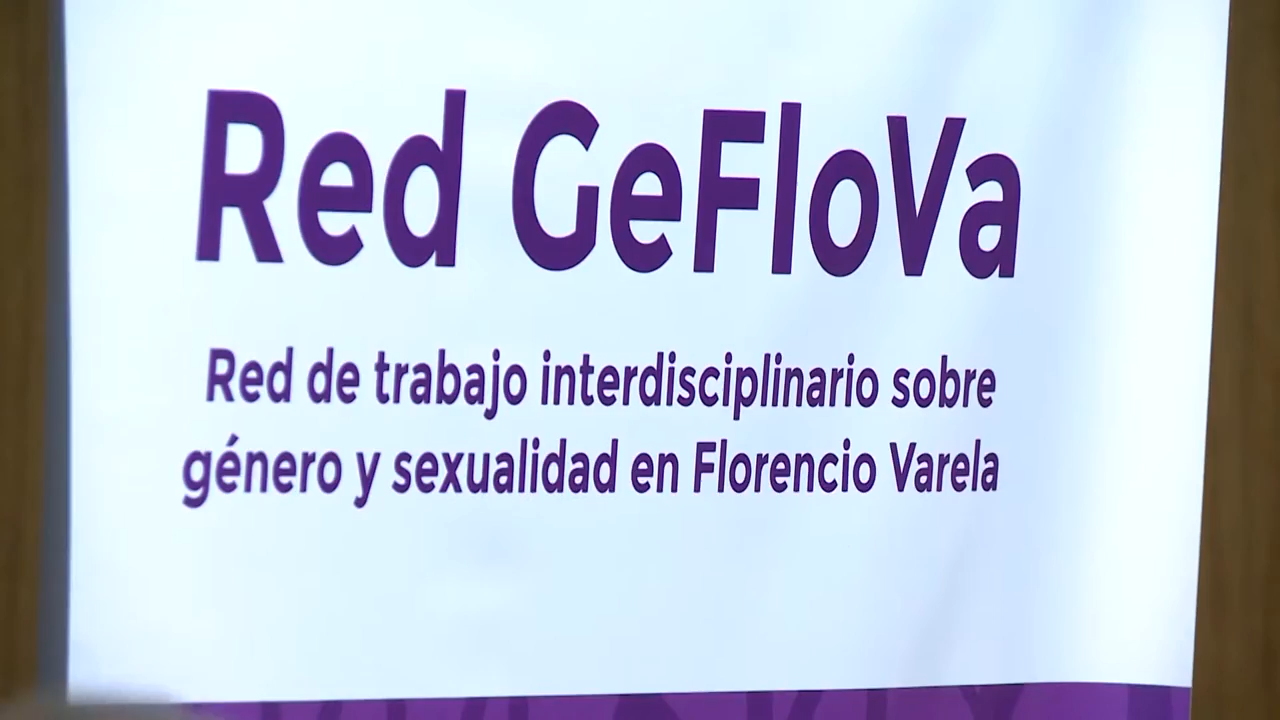 Red GeFloVa
Red de trabajo interdisciplinario sobre
género y sexualidad en Florencio Varela